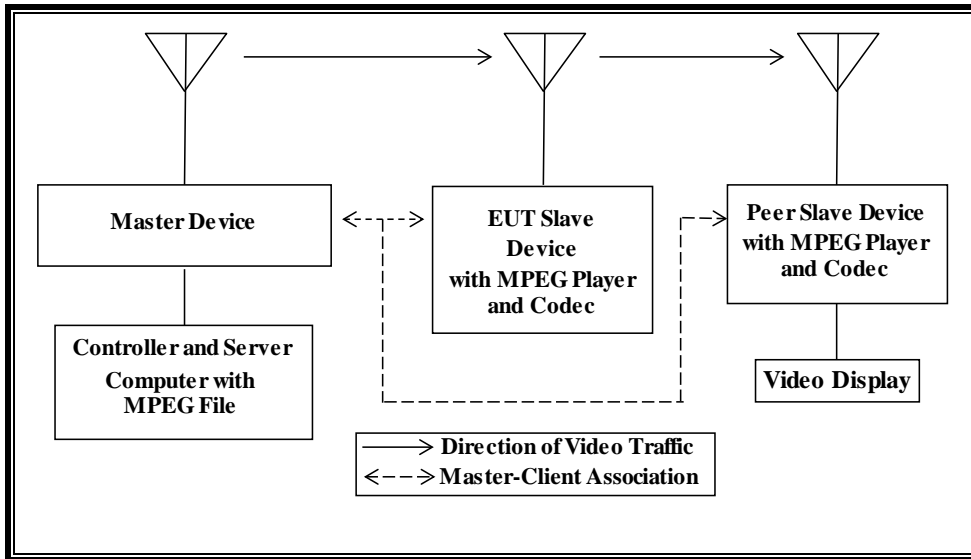 Master Device
EUT Slave
Device
with MPEG Player
and Codec
Peer Slave Device
with MPEG Player
and Codec
Controller and Server
Computer with
MPEG File
Video Display
Direction of Video Traffic
Master-Client Association